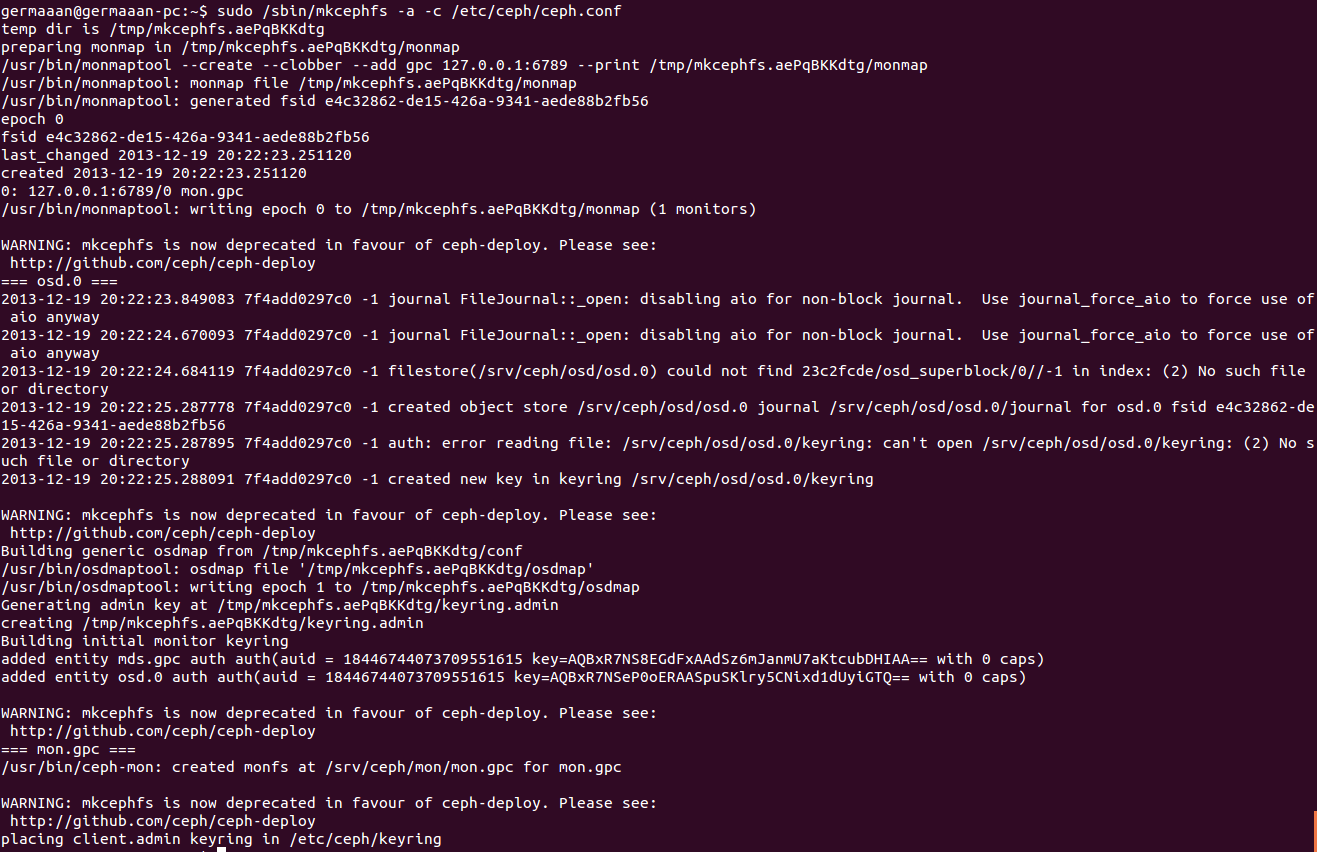 germaaan@germaaan-pc:~$ sudo /sbin/mkcephfs -a -c /etc/ceph/ceph.conf
temp dir is /tmp/mkcephfs.aePqBKKdtg
preparing monmap in /tmp/mkcephfs.aePqBKKdtg/monmap
/usr/bin/monmaptool --create --clobber --add gpc 127.0.0.1:6789 --print /tmp/mkcephfs.aePqBKKdtg/monmap
/usr/bin/monmaptool: monmap file /tmp/mkcephfs.aePqBKKdtg/monmap
/usr/bin/monmaptool: generated fsid e4c32862-de15-426a-9341-aede88b2fb56
epoch 0
fsid e4c32862-de15-426a-9341-aede88b2fb56
last_changed 2013-12-19 20:22:23.251120
created 2013-12-19 20:22:23.251120
0: 127.0.0.1:6789/0 mon.gpc
/usr/bin/monmaptool: writing epoch 0 to /tmp/mkcephfs.aePqBKKdtg/monmap (1 monitors)

WARNING: mkcephfs is now deprecated in favour of ceph-deploy. Please see:
 http://github.com/ceph/ceph-deploy
=== osd.0 ===
2013-12-19 20:22:23.849083 7f4add0297c0 -1 journal FileJournal::_open: disabling aio for non-block journal.  Use journal_force_aio to force use of
 aio anyway
2013-12-19 20:22:24.670093 7f4add0297c0 -1 journal FileJournal::_open: disabling aio for non-block journal.  Use journal_force_aio to force use of
 aio anyway
2013-12-19 20:22:24.684119 7f4add0297c0 -1 filestore(/srv/ceph/osd/osd.0) could not find 23c2fcde/osd_superblock/0//-1 in index: (2) No such file
or directory
2013-12-19 20:22:25.287778 7f4add0297c0 -1 created object store /srv/ceph/osd/osd.0 journal /srv/ceph/osd/osd.0/journal for osd.0 fsid e4c32862-de
15-426a-9341-aede88b2fb56
2013-12-19 20:22:25.287895 7f4add0297c0 -1 auth: error reading file: /srv/ceph/osd/osd.0/keyring: can't open /srv/ceph/osd/osd.0/keyring: (2) No s
uch file or directory
2013-12-19 20:22:25.288091 7f4add0297c0 -1 created new key in keyring /srv/ceph/osd/osd.0/keyring

WARNING: mkcephfs is now deprecated in favour of ceph-deploy. Please see:
 http://github.com/ceph/ceph-deploy
Building generic osdmap from /tmp/mkcephfs.aePqBKKdtg/conf
/usr/bin/osdmaptool: osdmap file '/tmp/mkcephfs.aePqBKKdtg/osdmap'
/usr/bin/osdmaptool: writing epoch 1 to /tmp/mkcephfs.aePqBKKdtg/osdmap
Generating admin key at /tmp/mkcephfs.aePqBKKdtg/keyring.admin
creating /tmp/mkcephfs.aePqBKKdtg/keyring.admin
Building initial monitor keyring
added entity mds.gpc auth auth(auid = 18446744073709551615 key=AQBxR7NS8EGdFxAAdSz6mJanmU7aKtcubDHIAA== with 0 caps)
added entity osd.0 auth auth(auid = 18446744073709551615 key=AQBxR7NSeP0oERAASpuSKlry5CNixd1dUyiGTQ== with 0 caps)

WARNING: mkcephfs is now deprecated in favour of ceph-deploy. Please see:
 http://github.com/ceph/ceph-deploy
=== mon.gpc ===
/usr/bin/ceph-mon: created monfs at /srv/ceph/mon/mon.gpc for mon.gpc

WARNING: mkcephfs is now deprecated in favour of ceph-deploy. Please see:
 http://github.com/ceph/ceph-deploy
placing client.admin keyring in /etc/ceph/keyring